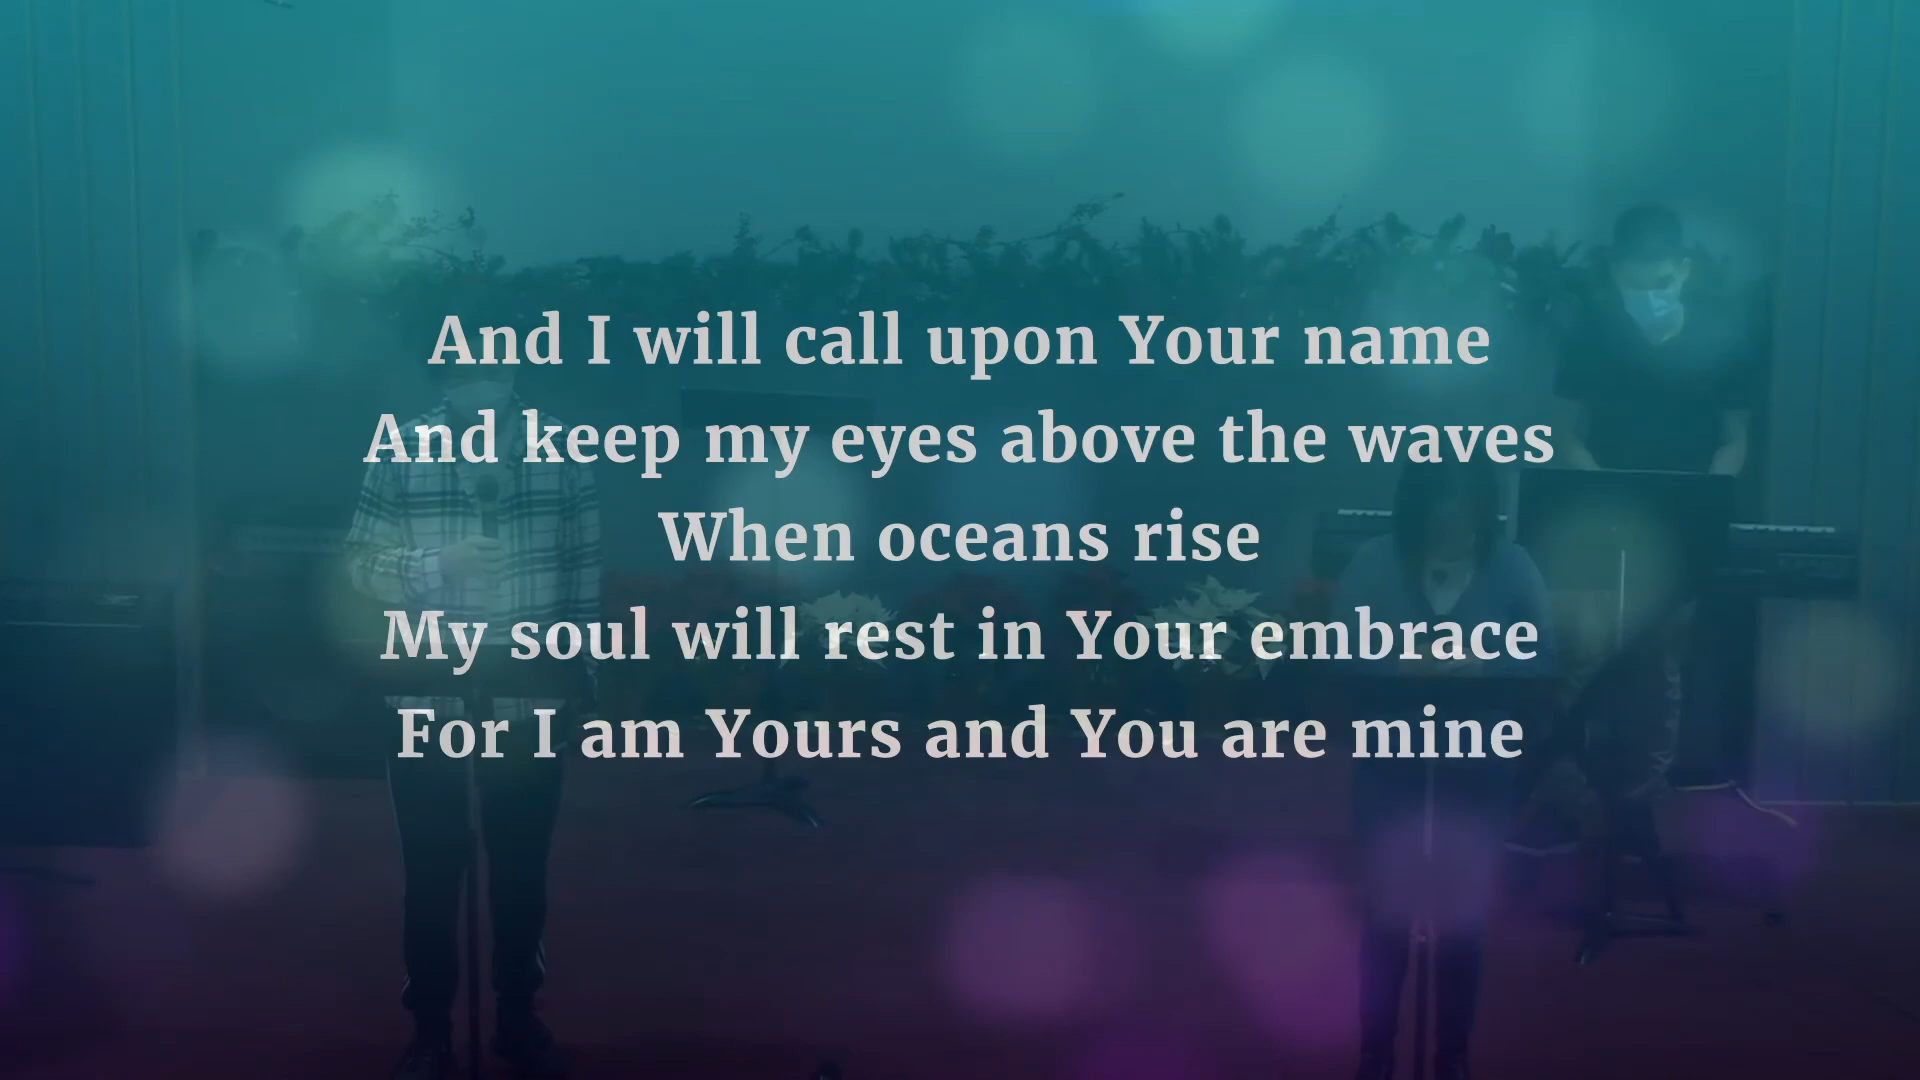 And I will call upon Your name
And keep my eyes above the waves
When oceans rise
My soul will rest in Your embrace
For I am Yours and You are mine